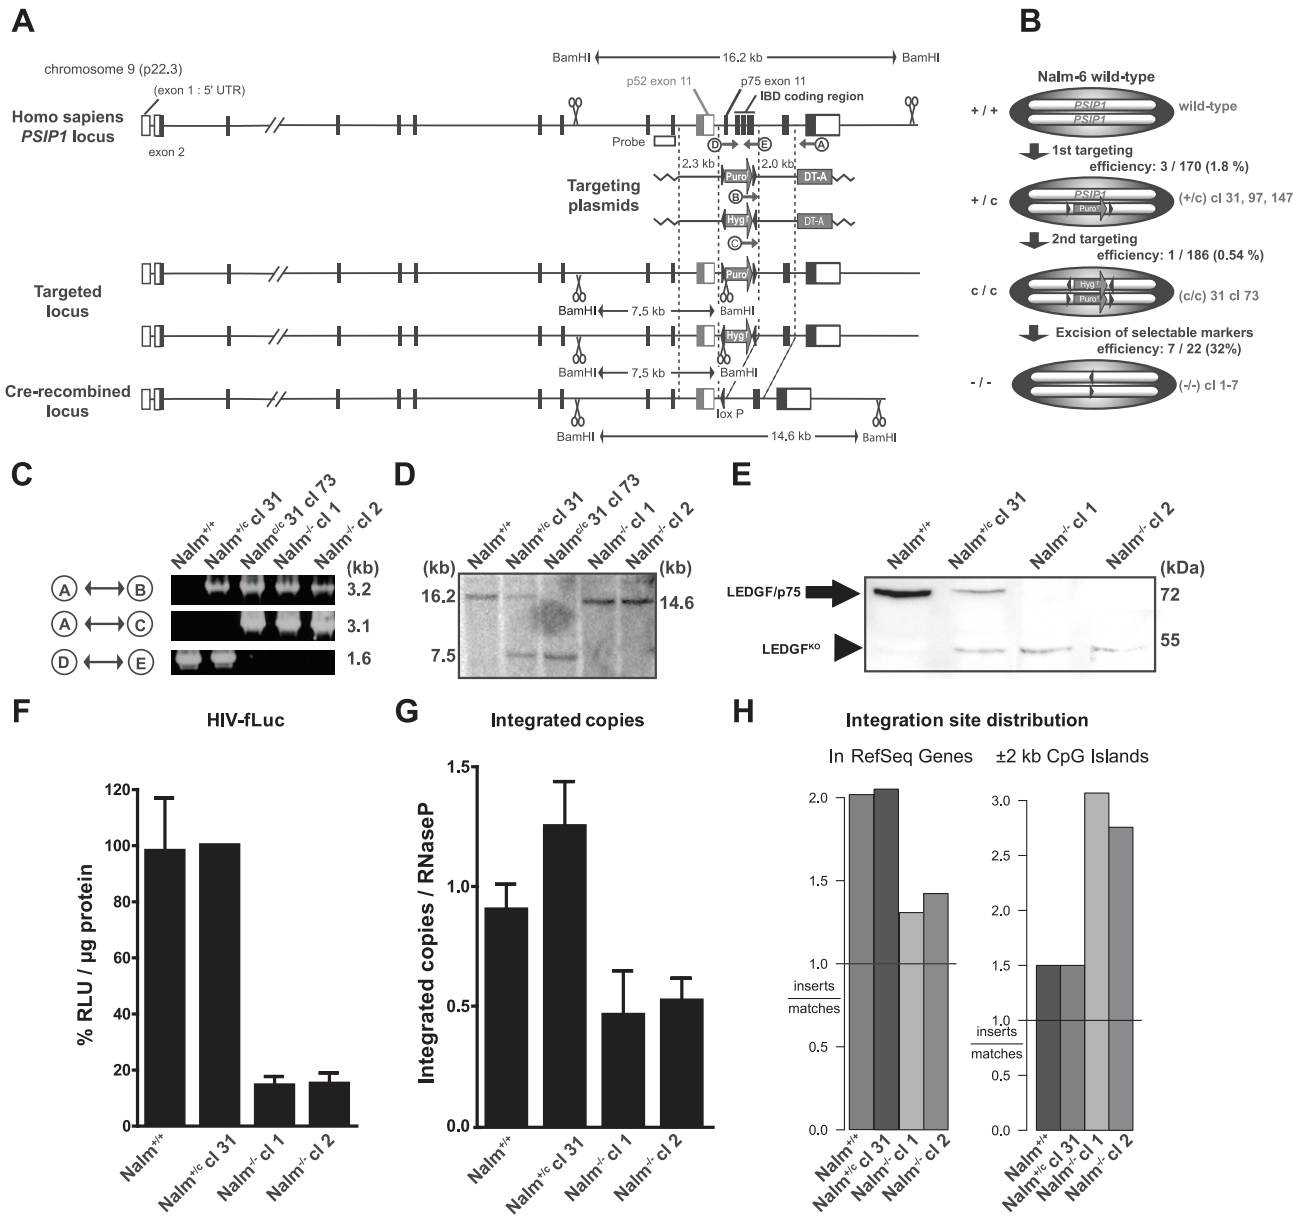 A
BamHI
16.2 kb
BamHI
chromosome 9 (p22.3)
(exon 1 : 5' UTR)
p52 exon 11
p75 exon 11
IBD coding region
Homo sapiens
PSIP1 locus
exon 2
Probe
D
E
A
2.3 kb
2.0 kb
Targeting
plasmids
Puro^r
DT-A
B
Hyg^r
DT-A
C
Targeted
locus
Puro^r
BamHI
7.5 kb
BamHI
Hyg^r
BamHI
7.5 kb
BamHI
Cre-recombined
locus
lox P
BamHI
14.6 kb
BamHI
B
Nalm-6 wild-type
+ / +
PSIP1
PSIP1
wild-type
1st targeting
efficiency: 3 / 170 (1.8 %)
+ / c
PSIP1
Puro^r
(+/c) cl 31, 97, 147
2nd targeting
efficiency: 1 / 186 (0.54 %)
c / c
Hyg^r
Puro^r
(c/c) 31 cl 73
Excision of selectable markers
efficiency: 7 / 22 (32%)
- / -
(-/-) cl 1-7
C
Nalm+/+
Nalm+/c cl 31
Nalmc/c 31 cl 73
Nalm-/- cl 1
Nalm-/- cl 2
(kb)
A B 3.2
A C 3.1
D E 1.6
D
Nalm+/+
Nalm+/c cl 31
Nalmc/c 31 cl 73
Nalm-/- cl 1
Nalm-/- cl 2
(kb)
(kb)
16.2
14.6
7.5
E
Nalm+/+
Nalm+/c cl 31
Nalm-/- cl 1
Nalm-/- cl 2
(kDa)
LEDGF/p75
72
LEDGF^KO
55
F
HIV-fLuc
% RLU / µg protein
120
100
80
60
40
20
0
Nalm+/+
Nalm+/c cl 31
Nalm-/- cl 1
Nalm-/- cl 2
G
Integrated copies
Integrated copies / RNaseP
1.5
1.0
0.5
0.0
Nalm+/+
Nalm+/c cl 31
Nalm-/- cl 1
Nalm-/- cl 2
H
Integration site distribution
In RefSeq Genes
2.0
1.5
1.0
inserts
matches
0.5
0.0
Nalm+/+
Nalm+/c cl 31
Nalm-/- cl 1
Nalm-/- cl 2
±2 kb CpG Islands
3.0
2.5
2.0
1.5
1.0
inserts
matches
0.5
0.0
Nalm+/+
Nalm+/c cl 31
Nalm-/- cl 1
Nalm-/- cl 2